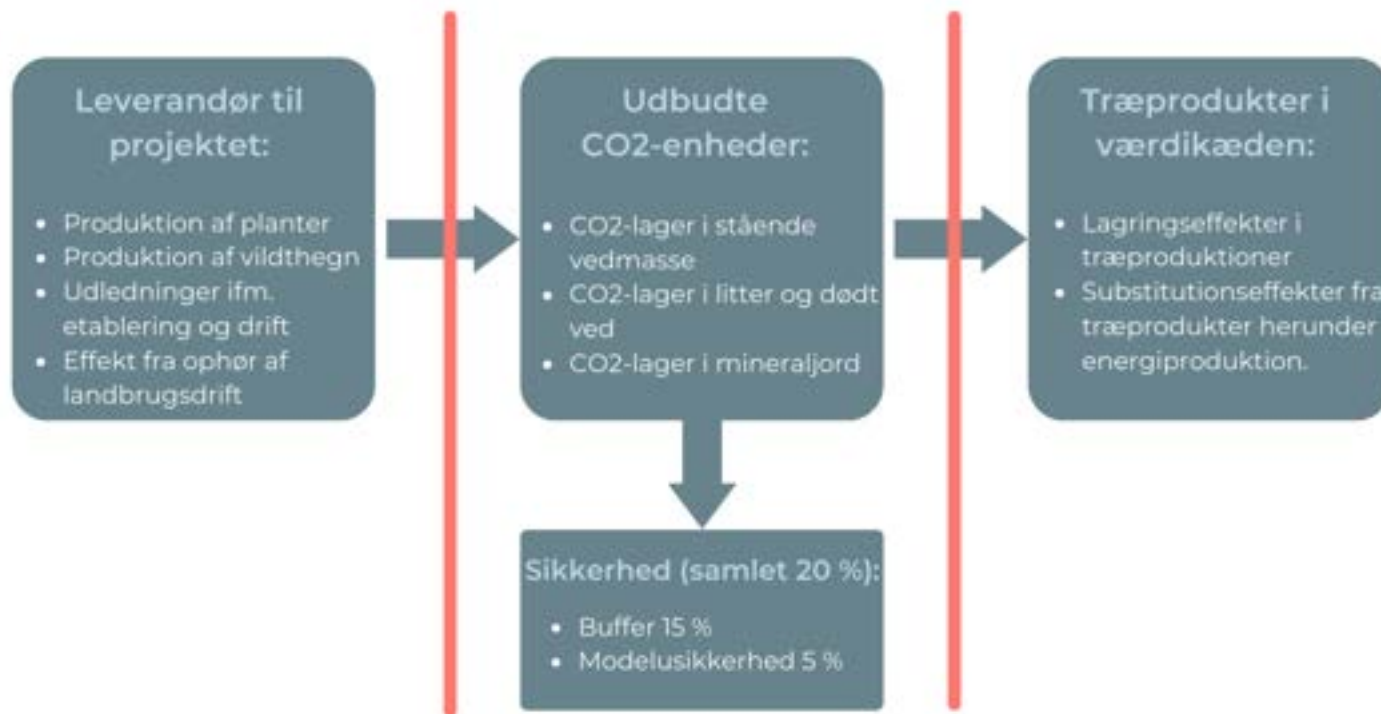 Leverandør til
projektet:
• Produktion af planter
• Produktion af vildthegn
• Udledninger ifm.
etablering og drift
• Effekt fra ophør af
landbrugsdrift
Udbudte
CO2-enheder:
• CO2-lager i stående
vedmasse
• CO2-lager i litter og dødt
ved
• CO2-lager i mineraljord
Sikkerhed (samlet 20 %):
• Buffer 15 %
• Modelusikkerhed 5 %
Træprodukter i
værdikæden:
• Lagringseffekter i
træproduktioner
• Substitutionseffekter fra
træprodukter herunder
energiproduktion.